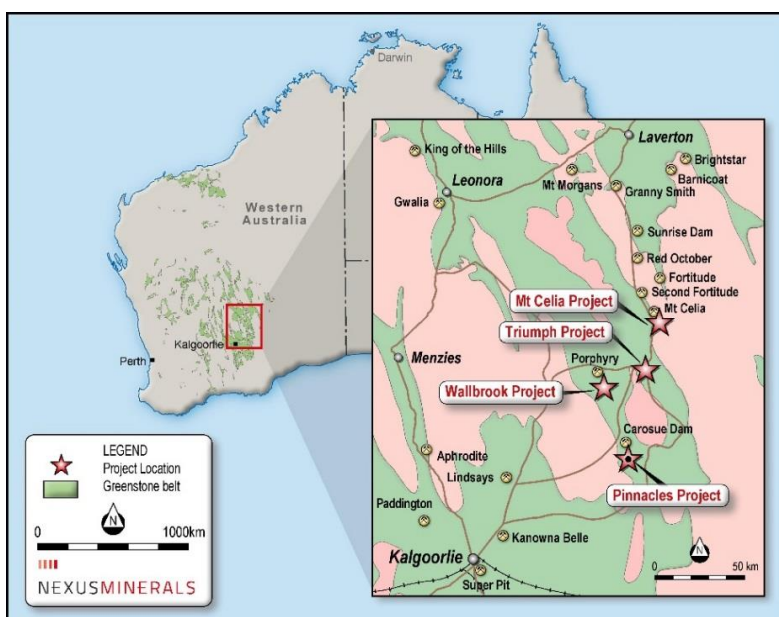 Darwin
Western
Australia
Kalgoorlie
Perth
LEGEND
Project Location
Greenstone belt
N
0 1000km
NEXUSMINERALS
Laverton
King of the Hills
Brightstar
Barnicoat
Mt Morgans
Leonora
Granny Smith
Gwalia
Sunrise Dam
Red October
Fortitude
Second Fortitude
Mt Celia Project
Mt Celia
Triumph Project
Menzies
Porphyry
Wallbrook Project
Carosue Dam
Aphrodite
Lindsays
Pinnacles Project
Paddington
Kanowna Belle
Kalgoorlie
Super Pit
N
0 50 km